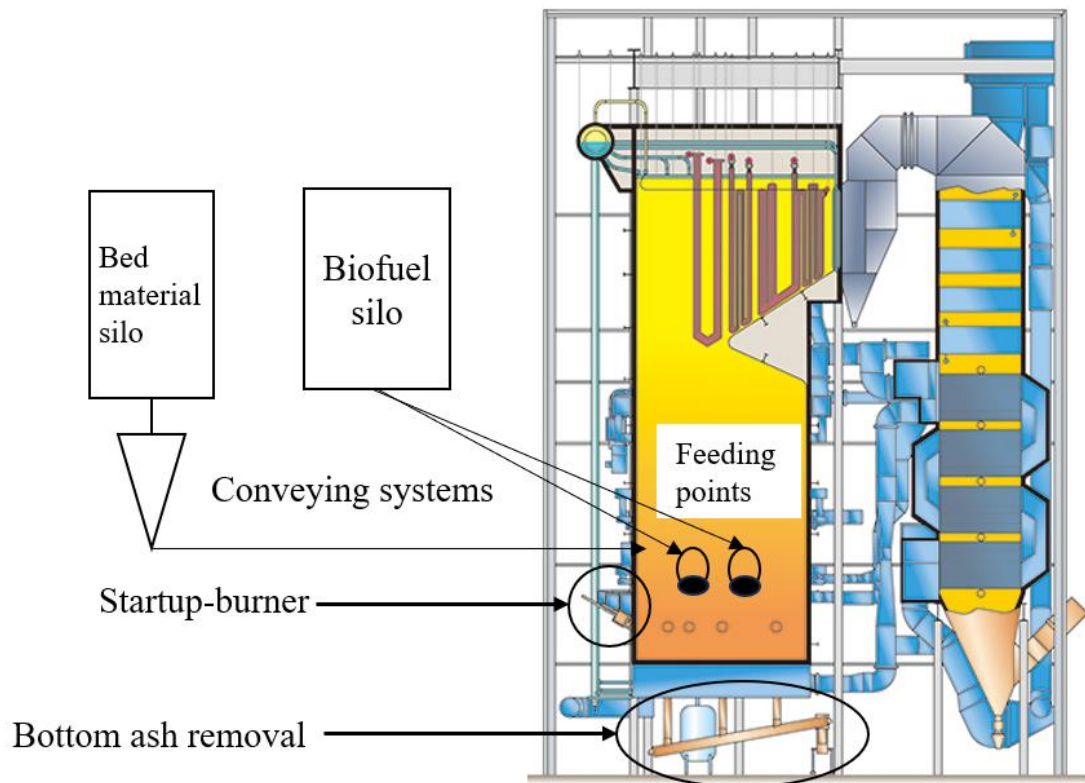 Bed
material
silo
Biofuel
silo
Feeding
points
Conveying systems
Startup-burner
Bottom ash removal